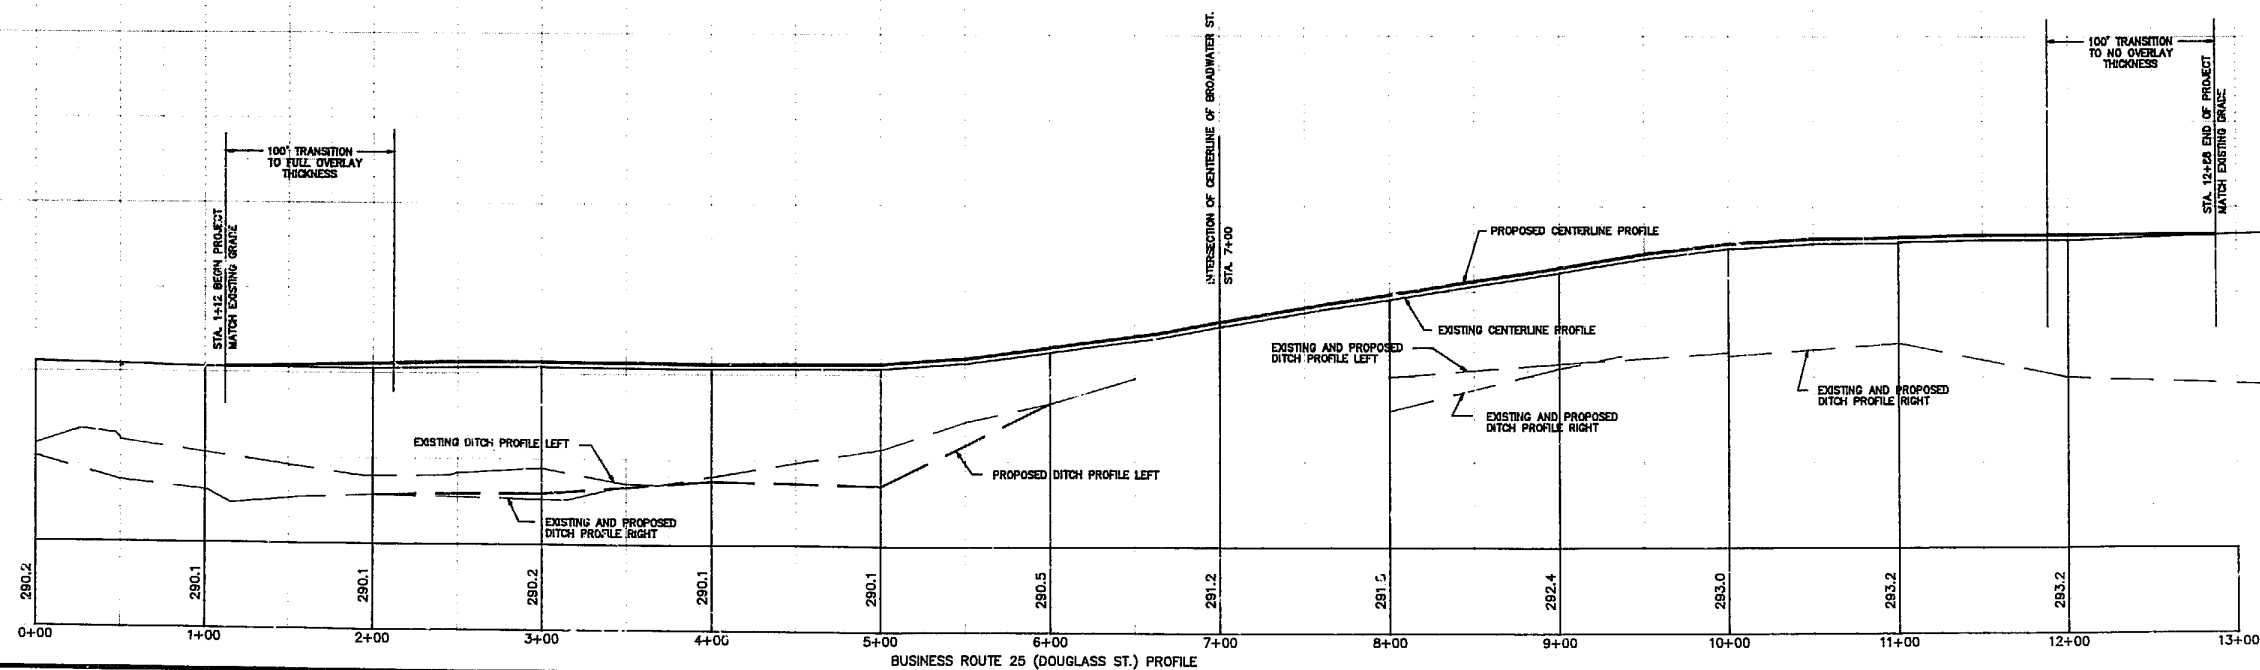 INTERSECTION OF CENTERLINE OF BROADWATER ST.
STA. 7+00
100' TRANSITION
TO NO OVERLAY
THICKNESS
STA. END OF PROJECT
MATCH EXISTING GRADE
100' TRANSITION
TO FULL OVERLAY
THICKNESS
STA. 1+12 BEGIN PROJECT
MATCH EXISTING GRADE
PROPOSED CENTERLINE PROFILE
EXISTING CENTERLINE PROFILE
EXISTING AND PROPOSED
DITCH PROFILE LEFT
EXISTING AND PROPOSED
DITCH PROFILE RIGHT
EXISTING AND PROPOSED
DITCH PROFILE RIGHT
EXISTING DITCH PROFILE LEFT
PROPOSED DITCH PROFILE LEFT
EXISTING AND PROPOSED
DITCH PROFILE RIGHT
290.2
290.1
290.1
290.2
290.1
290.1
290.5
291.2
292.4
293.0
293.2
293.2
0+00
1+00
2+00
3+00
4+00
5+00
6+00
7+00
8+00
9+00
10+00
11+00
12+00
13+00
BUSINESS ROUTE 25 (DOUGLASS ST.) PROFILE